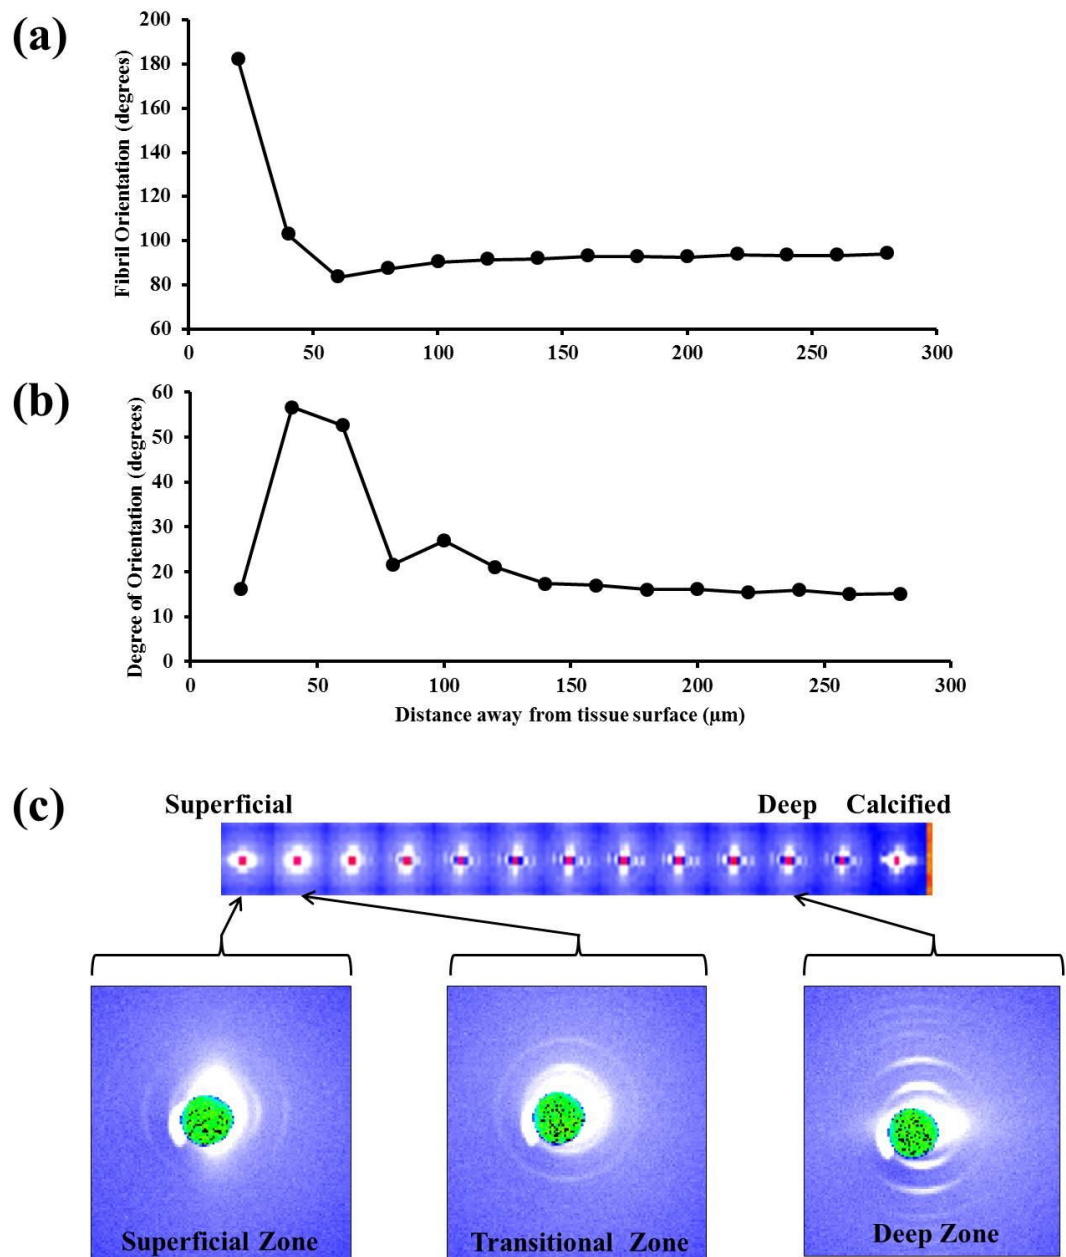 (a)
Fibril Orientation (degrees)
200
180
160
140
120
100
80
60
0 50 100 150 200 250 300
(b)
Degree of Orientation (degrees)
60
50
40
30
20
10
0
0 50 100 150 200 250 300
Distance away from tissue surface (µm)
(c)
Superficial Deep Calcified
Superficial Zone Transitional Zone Deep Zone